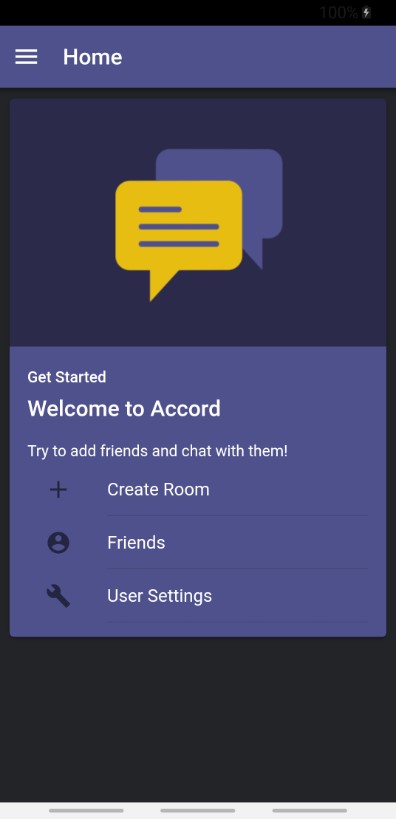 100%
Home
Get Started
Welcome to Accord
Try to add friends and chat with them!
Create Room
Friends
User Settings